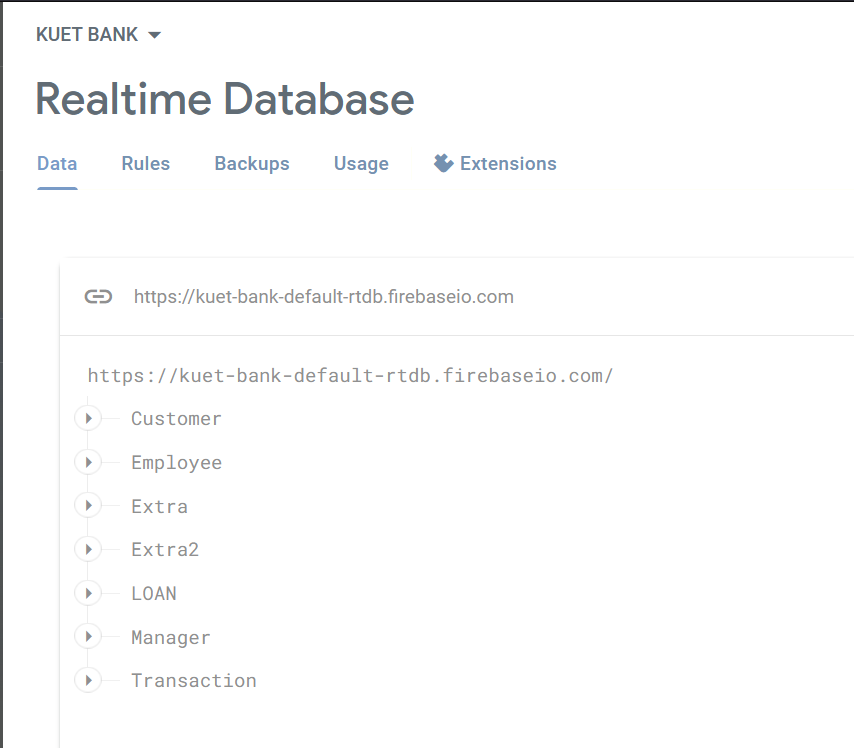 KUET BANK
Realtime Database
Data Rules Backups Usage Extensions
https://kuet-bank-default-rtdb.firebaseio.com
https://kuet-bank-default-rtdb.firebaseio.com/
Customer
Employee
Extra
Extra2
LOAN
Manager
Transaction